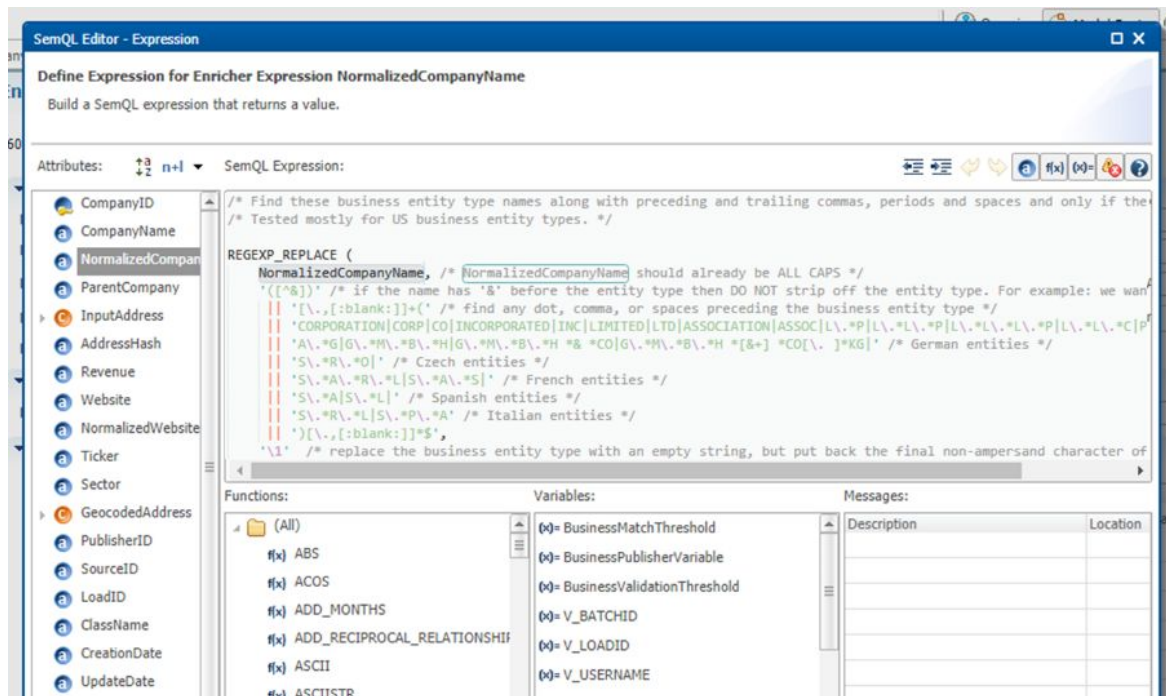 SemQL Editor - Expression
Define Expression for Enricher Expression NormalizedCompanyName
Build a SemQL expression that returns a value.
60
Attributes:
n+l
SemQL Expression:
f(x) (x)=
CompanyID
CompanyName
NormalizedCompan
ParentCompany
InputAddress
AddressHash
Revenue
Website
NormalizedWebsite
Ticker
Sector
GeocodedAddress
PublisherID
SourceID
LoadID
ClassName
CreationDate
UpdateDate
/* Find these business entity type names along with preceding and trailing commas, periods and spaces and only if the
/* Tested mostly for US business entity types. */
REGEXP_REPLACE (
NormalizedCompanyName, /* NormalizedCompanyName should already be ALL CAPS */
'([^&])' /* if the name has '&' before the entity type then DO NOT strip off the entity type. For example: we wan
|| '[\.,[:blank:]]+(' /* find any dot, comma, or spaces preceding the business entity type */
|| 'CORPORATION|CORP|CO|INCORPORATED|INC|LIMITED|LTD|ASSOCIATION|ASSOC|L\.*P|L\.*L\.*P|L\.*L\.*L\.*P|L\.*L\.*C|P
|| 'A\.*G|G\.*M\.*B\.*H|G\.*M\.*B\.*H *& *CO|G\.*M\.*B\.*H *[&+] *CO[\. ]*KG|' /* German entities */
|| 'S\.*R\.*O|' /* Czech entities */
|| 'S\.*A\.*R\.*L|S\.*A\.*S|' /* French entities */
|| 'S\.*A|S\.*L|' /* Spanish entities */
|| 'S\.*R\.*L|S\.*P\.*A' /* Italian entities */
|| ')[\.,[:blank:]]*$',
'\1' /* replace the business entity type with an empty string, but put back the final non-ampersand character of
Functions:
(All)
f(x) ABS
f(x) ACOS
f(x) ADD_MONTHS
f(x) ADD_RECIPROCAL_RELATIONSHIP
f(x) ASCII
f(x) ASCIISTR
Variables:
(x)= BusinessMatchThreshold
(x)= BusinessPublisherVariable
(x)= BusinessValidationThreshold
(x)= V_BATCHID
(x)= V_LOADID
(x)= V_USERNAME
Messages:
Description Location